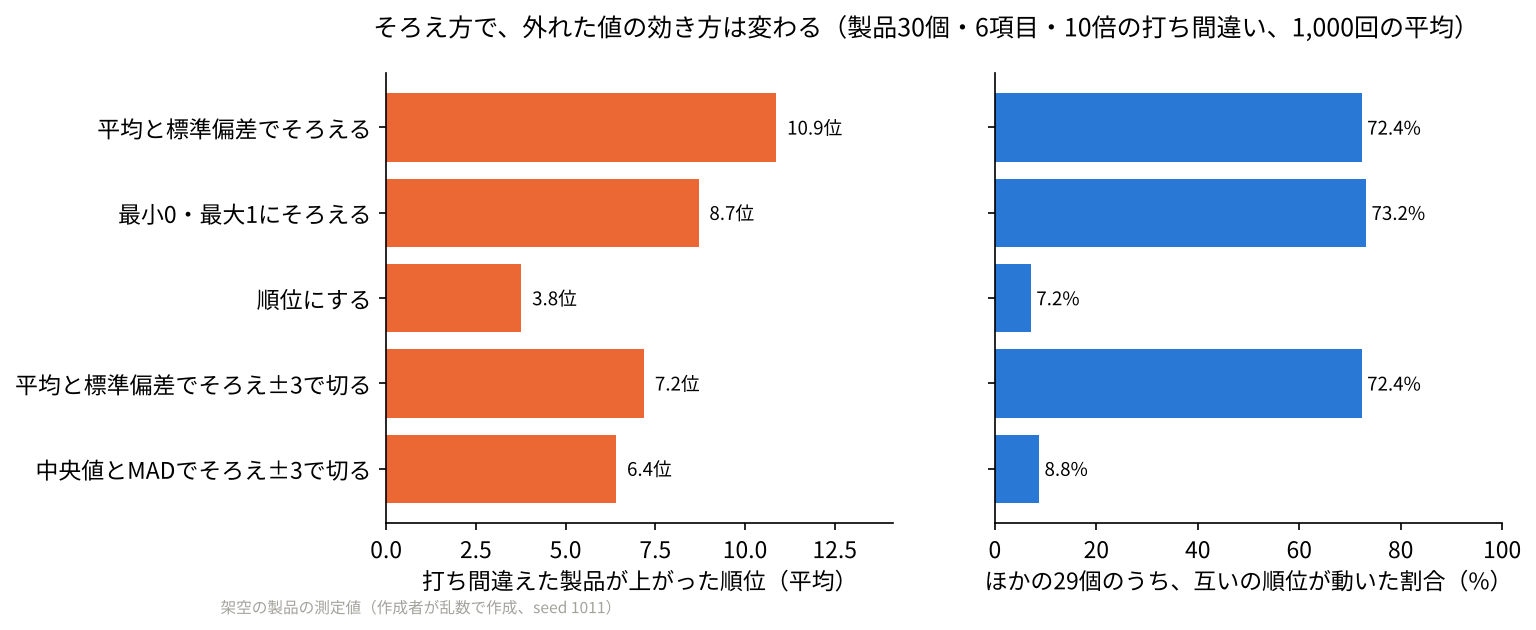 そろえ方で、外れた値の効き方は変わる（製品30個・6項目・10倍の打ち間違い、1,000回の平均）
平均と標準偏差でそろえる
10.9位
最小0・最大1にそろえる
8.7位
順位にする
3.8位
平均と標準偏差でそろえ±3で切る
7.2位
中央値とMADでそろえ±3で切る
6.4位
0.0 2.5 5.0 7.5 10.0 12.5
打ち間違えた製品が上がった順位（平均）
72.4%
73.2%
7.2%
72.4%
8.8%
0 20 40 60 80 100
ほかの29個のうち、互いの順位が動いた割合（%）
架空の製品の測定値（作成者が乱数で作成、seed 1011）